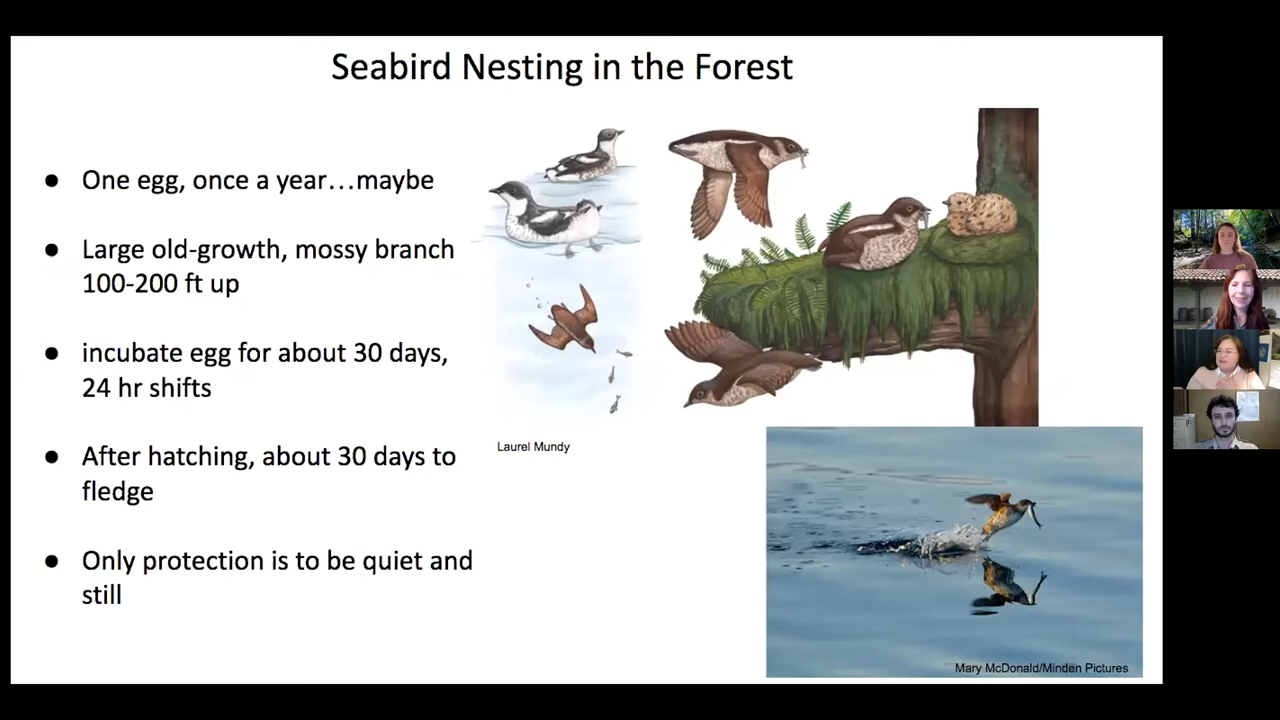 Seabird Nesting in the Forest
● One egg, once a year…maybe
● Large old-growth, mossy branch
100-200 ft up
● incubate egg for about 30 days,
24 hr shifts
● After hatching, about 30 days to
fledge
● Only protection is to be quiet and
still
Laurel Mundy
Mary McDonald/Minden Pictures